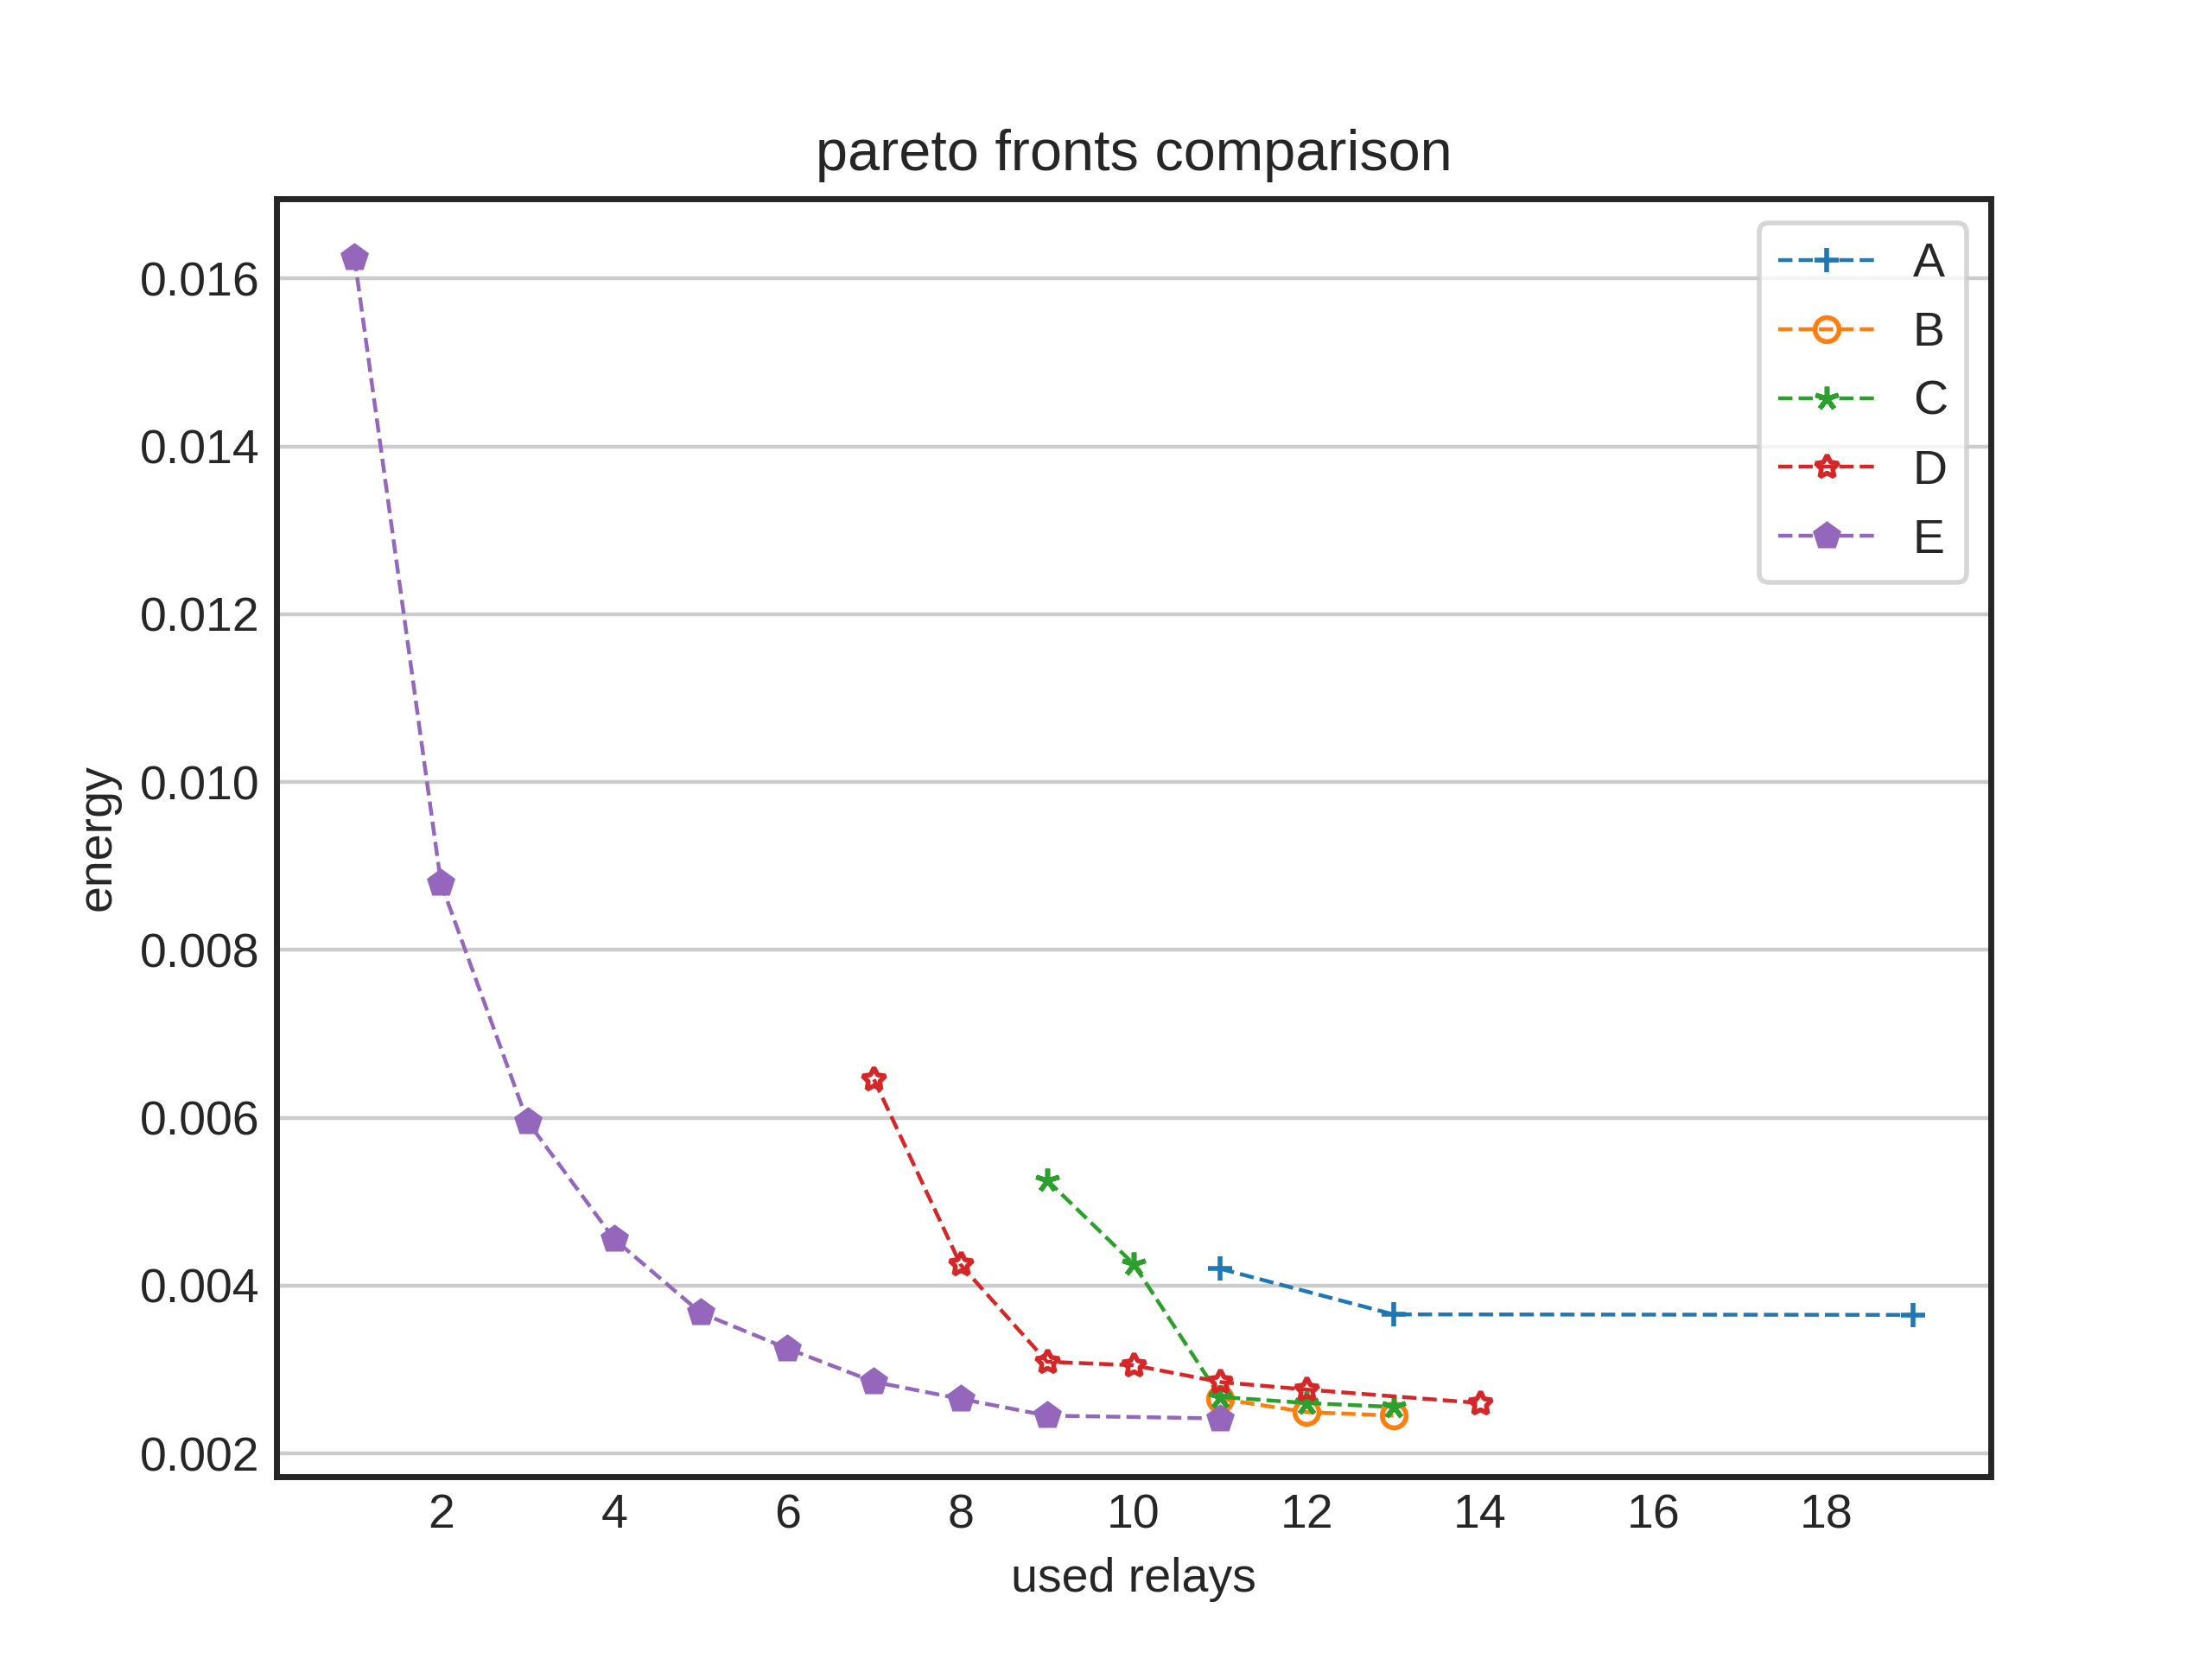 pareto fronts comparison
A
B
C
D
E
0.016
0.014
0.012
0.010
0.008
0.006
0.004
0.002
energy
2 4 6 8 10 12 14 16 18
used relays